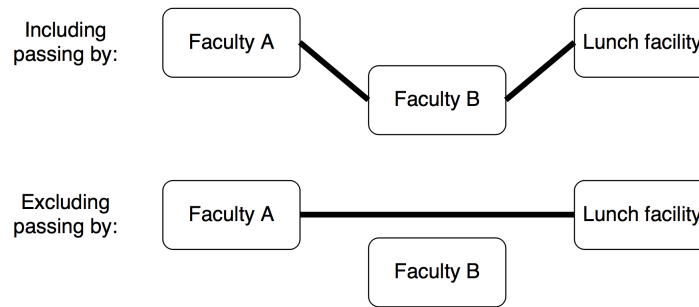 Including
passing by:
Faculty A
Faculty B
Lunch facility
Excluding
passing by:
Faculty A
Faculty B
Lunch facility